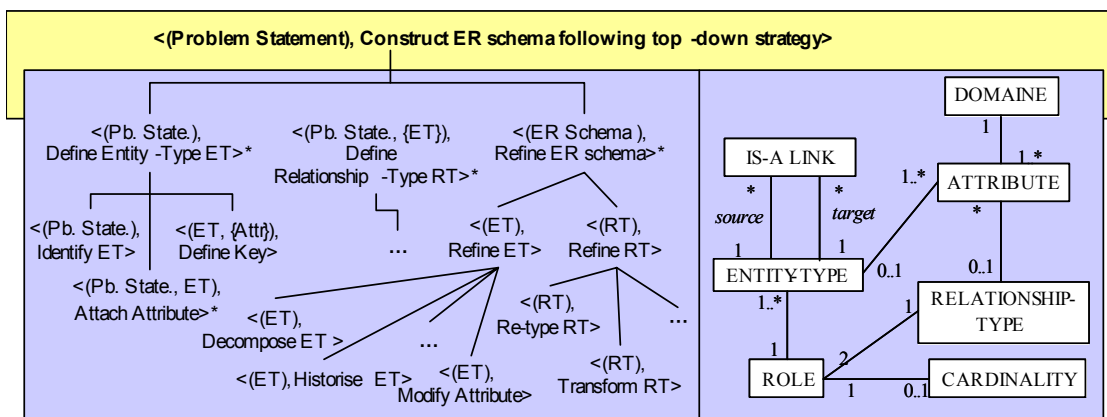 <(Problem Statement), Construct ER schema following top -down strategy>
<(Pb. State.),
Define Entity -Type ET>*
<(Pb. State., {ET}),
Define
Relationship -Type RT>*
<(ER Schema ),
Refine ER schema>*
<(Pb. State.),
Identify ET>
<(ET, {Attr}),
Define Key>
<(Pb. State., ET),
Attach Attribute>*
...
<(ET),
Refine ET>
<(RT),
Refine RT>
<(ET),
Decompose ET >
<(ET), Historise ET>
...
<(ET),
Modify Attribute>
<(RT),
Re-type RT>
<(RT),
Transform RT>
...
DOMAINE
1
1 *
IS-A LINK
*
*
source
target
1
1
1..*
ATTRIBUTE
*
ENTITY-TYPE
0..1
0..1
1..*
1
RELATIONSHIP-
TYPE
1
2
ROLE
1
0..1
CARDINALITY